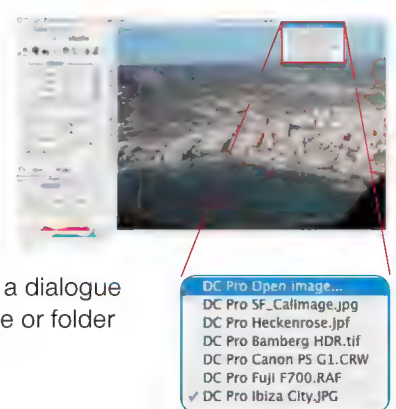 a dialogue
e or folder
DC Pro Open image...
DC Pro SF_Calimage.jpg
DC Pro Heckenrose.jpf
DC Pro Bamberg HDR.tif
DC Pro Canon PS G1.CRW
DC Pro Fuji F700.RAF
✓ DC Pro Ibiza City.JPG